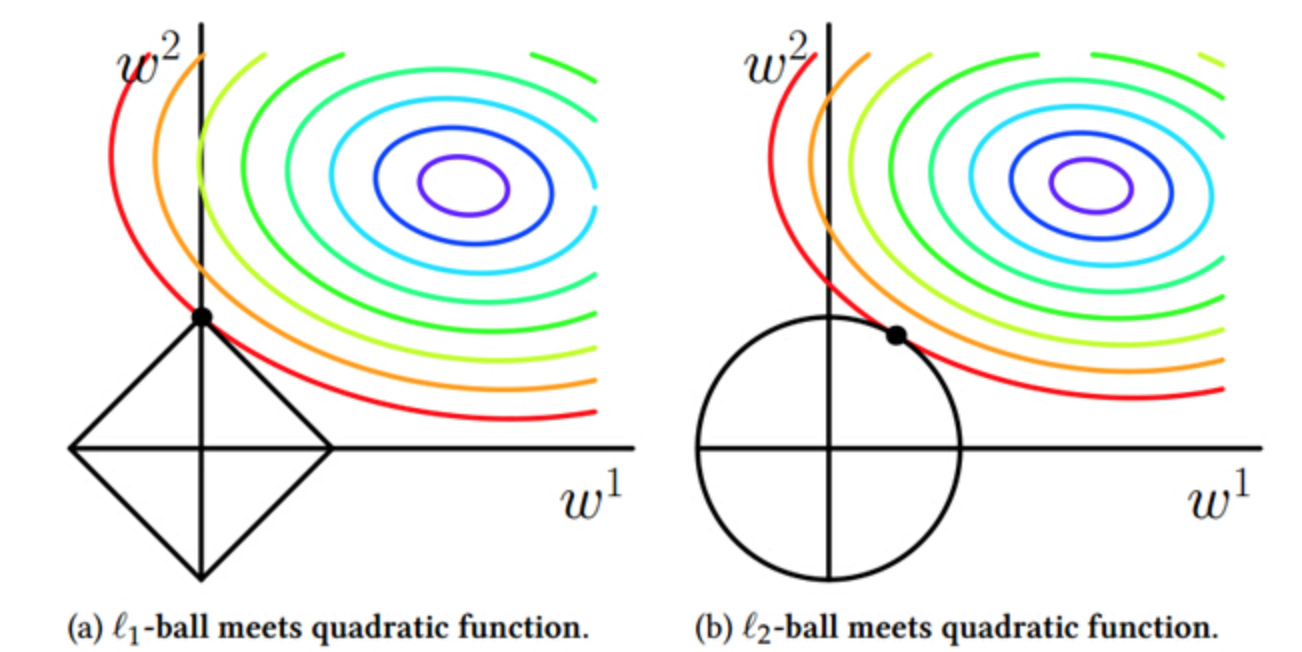 w²
w²
w¹
w¹
(a) ℓ₁-ball meets quadratic function.
(b) ℓ₂-ball meets quadratic function.